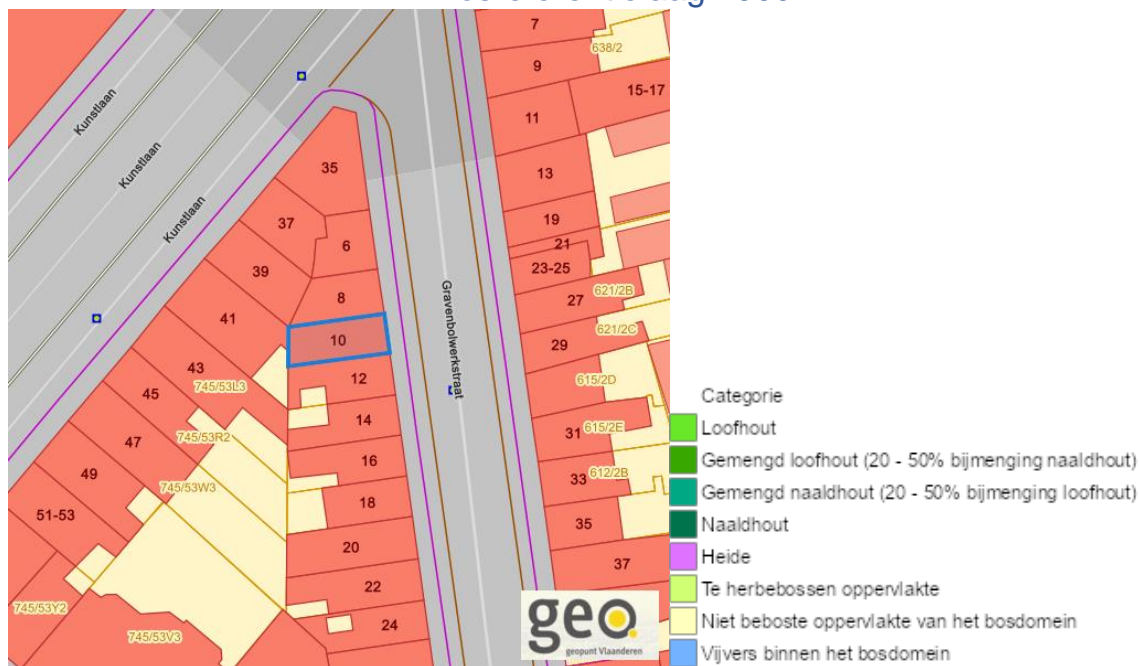 Kunstlaan
Kunstlaan
Kunstlaan
Gravenbolwerkstraat
35
37
39
41
43
45
47
49
51-53
6
8
10
12
14
16
18
20
22
24
7
9
11
15-17
13
19
21
23-25
27
29
31
33
35
37
638/2
621/2B
621/2C
615/2D
615/2E
612/2B
745/53L3
745/53R2
745/53W3
745/53Y2
745/53V3
geo.
geopunt Vlaanderen
Categorie
Loofhout
Gemengd loofhout (20 - 50% bijmenging naaldhout)
Gemengd naaldhout (20 - 50% bijmenging loofhout)
Naaldhout
Heide
Te herbebossen oppervlakte
Niet beboste oppervlakte van het bosdomein
Vijvers binnen het bosdomein